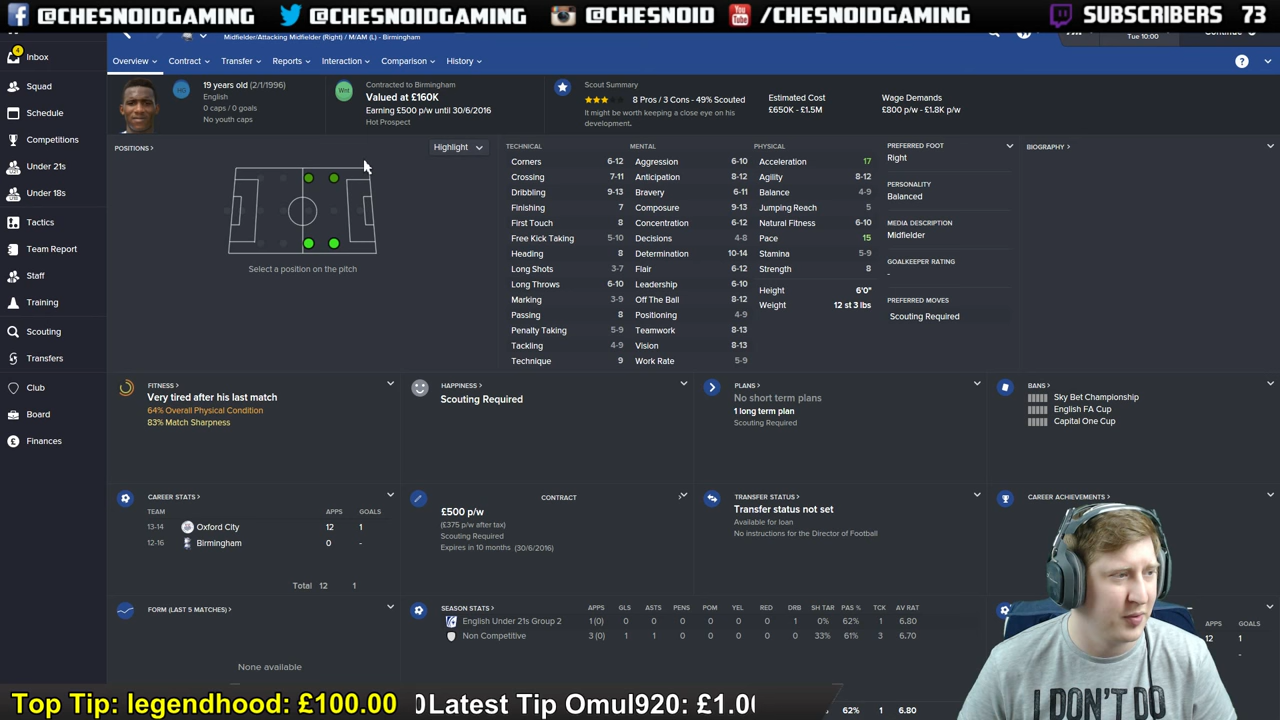 @CHESNOIDGAMING @CHESNOIDGAMING @CHESNOID /CHESNOIDGAMING SUBSCRIBERS 73
Midfielder/Attacking Midfielder (Right) / M/AM (L) - Birmingham
Tue 10:00
4
Inbox
Squad
Schedule
Competitions
Under 21s
Under 18s
Tactics
Team Report
Staff
Training
Scouting
Transfers
Club
Board
Finances
Overview Contract Transfer Reports Interaction Comparison History
?
HG
19 years old (2/1/1996)
English
0 caps / 0 goals
No youth caps
Wnt
Contracted to Birmingham
Valued at £160K
Earning £500 p/w until 30/6/2016
Hot Prospect
Scout Summary
8 Pros / 3 Cons - 49% Scouted
It might be worth keeping a close eye on his
development.
Estimated Cost
£650K - £1.5M
Wage Demands
£800 p/w - £1.8K p/w
POSITIONS >
Highlight
Select a position on the pitch
TECHNICAL
Corners 6-12
Crossing 7-11
Dribbling 9-13
Finishing 7
First Touch 8
Free Kick Taking 5-10
Heading 8
Long Shots 3-7
Long Throws 6-10
Marking 3-9
Passing 8
Penalty Taking 5-9
Tackling 4-9
Technique 9
MENTAL
Aggression 6-10
Anticipation 8-12
Bravery 6-11
Composure 9-13
Concentration 6-12
Decisions 4-8
Determination 10-14
Flair 6-12
Leadership 6-10
Off The Ball 8-12
Positioning 4-9
Teamwork 8-13
Vision 8-13
Work Rate 5-9
PHYSICAL
Acceleration 17
Agility 8-12
Balance 4-9
Jumping Reach 5
Natural Fitness 6-10
Pace 15
Stamina 5-9
Strength 8
Height 6'0"
Weight 12 st 3 lbs
PREFERRED FOOT
Right
PERSONALITY
Balanced
MEDIA DESCRIPTION
Midfielder
GOALKEEPER RATING
-
PREFERRED MOVES
Scouting Required
BIOGRAPHY >
FITNESS >
Very tired after his last match
64% Overall Physical Condition
83% Match Sharpness
HAPPINESS >
Scouting Required
PLANS >
No short term plans
1 long term plan
Scouting Required
BANS >
Sky Bet Championship
English FA Cup
Capital One Cup
CAREER STATS >
TEAM APPS GOALS
13-14 Oxford City 12 1
12-16 Birmingham 0 -
Total 12 1
CONTRACT
£500 p/w
(£375 p/w after tax)
Scouting Required
Expires in 10 months (30/6/2016)
TRANSFER STATUS >
Transfer status not set
Available for loan
No instructions for the Director of Football
CAREER ACHIEVEMENTS >
FORM (LAST 5 MATCHES) >
None available
SEASON STATS > APPS GLS ASTS PENS POM YEL RED DRB SH TAR PAS % TCK AV RAT
English Under 21s Group 2 1 (0) 0 0 0 0 0 0 1 0% 62% 1 6.80
Non Competitive 3 (0) 1 1 0 0 0 0 0 33% 61% 3 6.70
62% 1 6.80
APPS GOALS
12 1
-
I DON'T DO
Top Tip: legendhood: £100.00
Latest Tip Omul920: